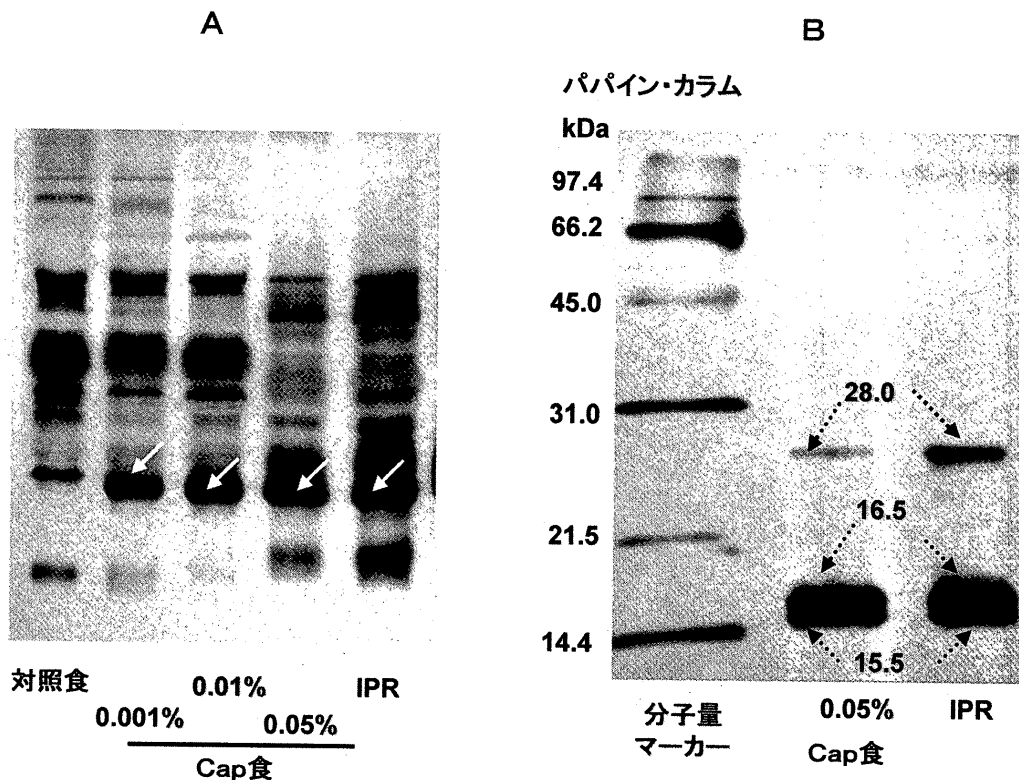 A
対照食
0.001%
0.01%
0.05%
IPR
Cap食
B
パパイン・カラム
kDa
97.4
66.2
45.0
31.0
21.5
14.4
28.0
16.5
15.5
分子量
マーカー
0.05%
IPR
Cap食